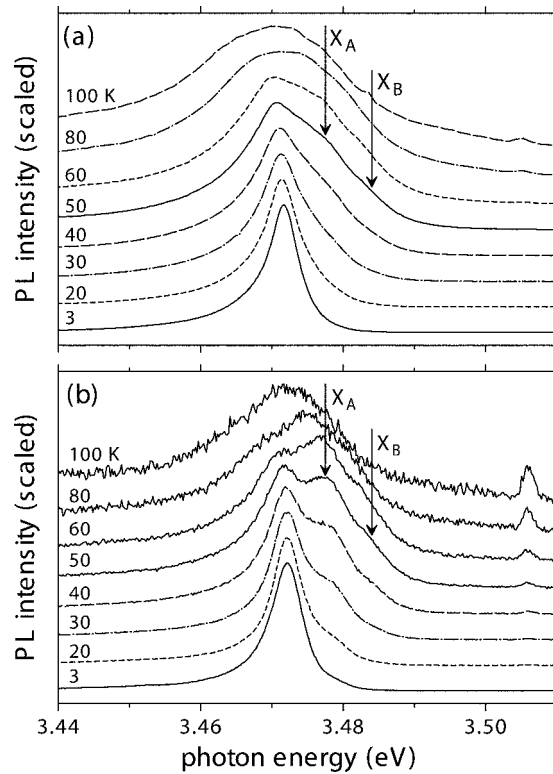 (a)
X_A
X_B
100 K
80
60
50
40
30
20
3
PL intensity (scaled)
(b)
X_A
X_B
100 K
80
60
50
40
30
20
3
PL intensity (scaled)
3.44 3.46 3.48 3.50
photon energy (eV)